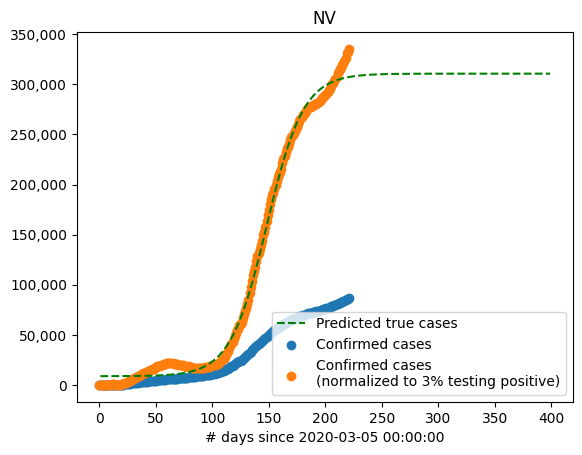 NV
350,000
300,000
250,000
200,000
150,000
100,000
50,000
0
Predicted true cases
Confirmed cases
Confirmed cases
(normalized to 3% testing positive)
0 50 100 150 200 250 300 350 400
# days since 2020-03-05 00:00:00